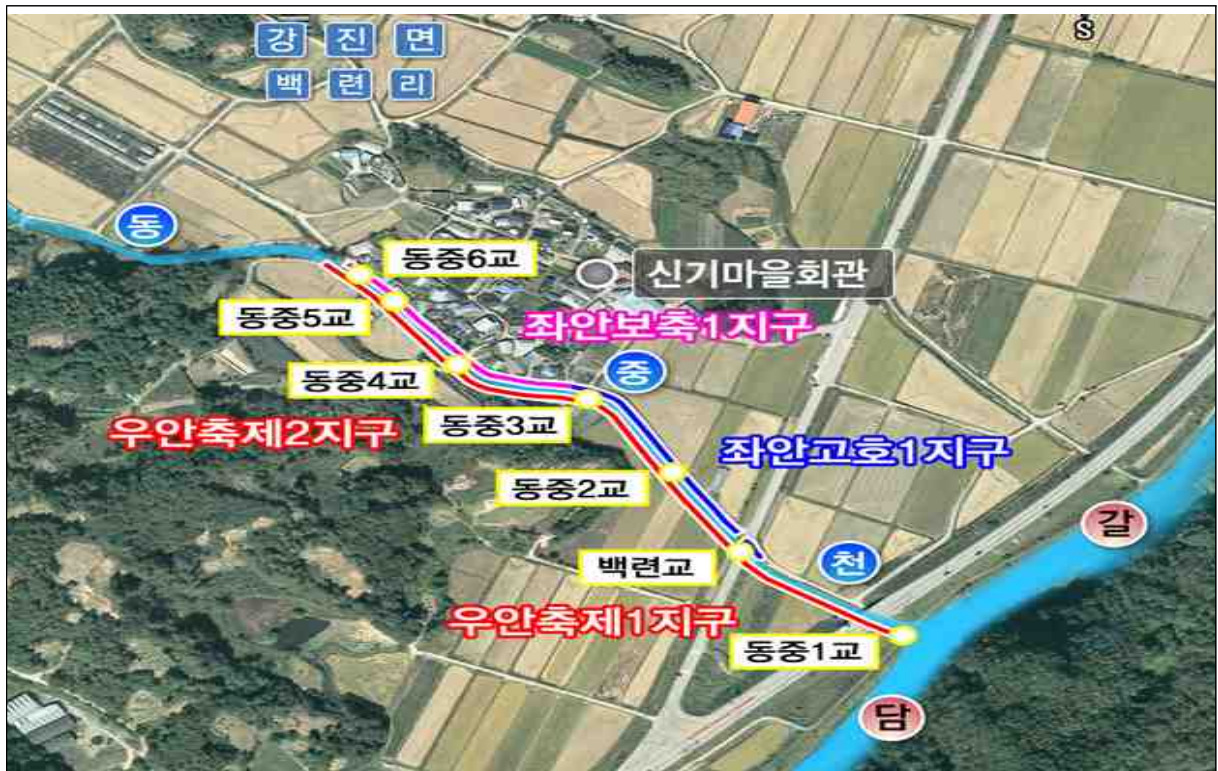 S
강 진 면
백 련 리
동
동중6교
신기마을회관
동중5교
좌안보축1지구
동중4교
중
우안축제2지구
동중3교
좌안고호1지구
동중2교
갈
백련교
천
우안축제1지구
동중1교
담